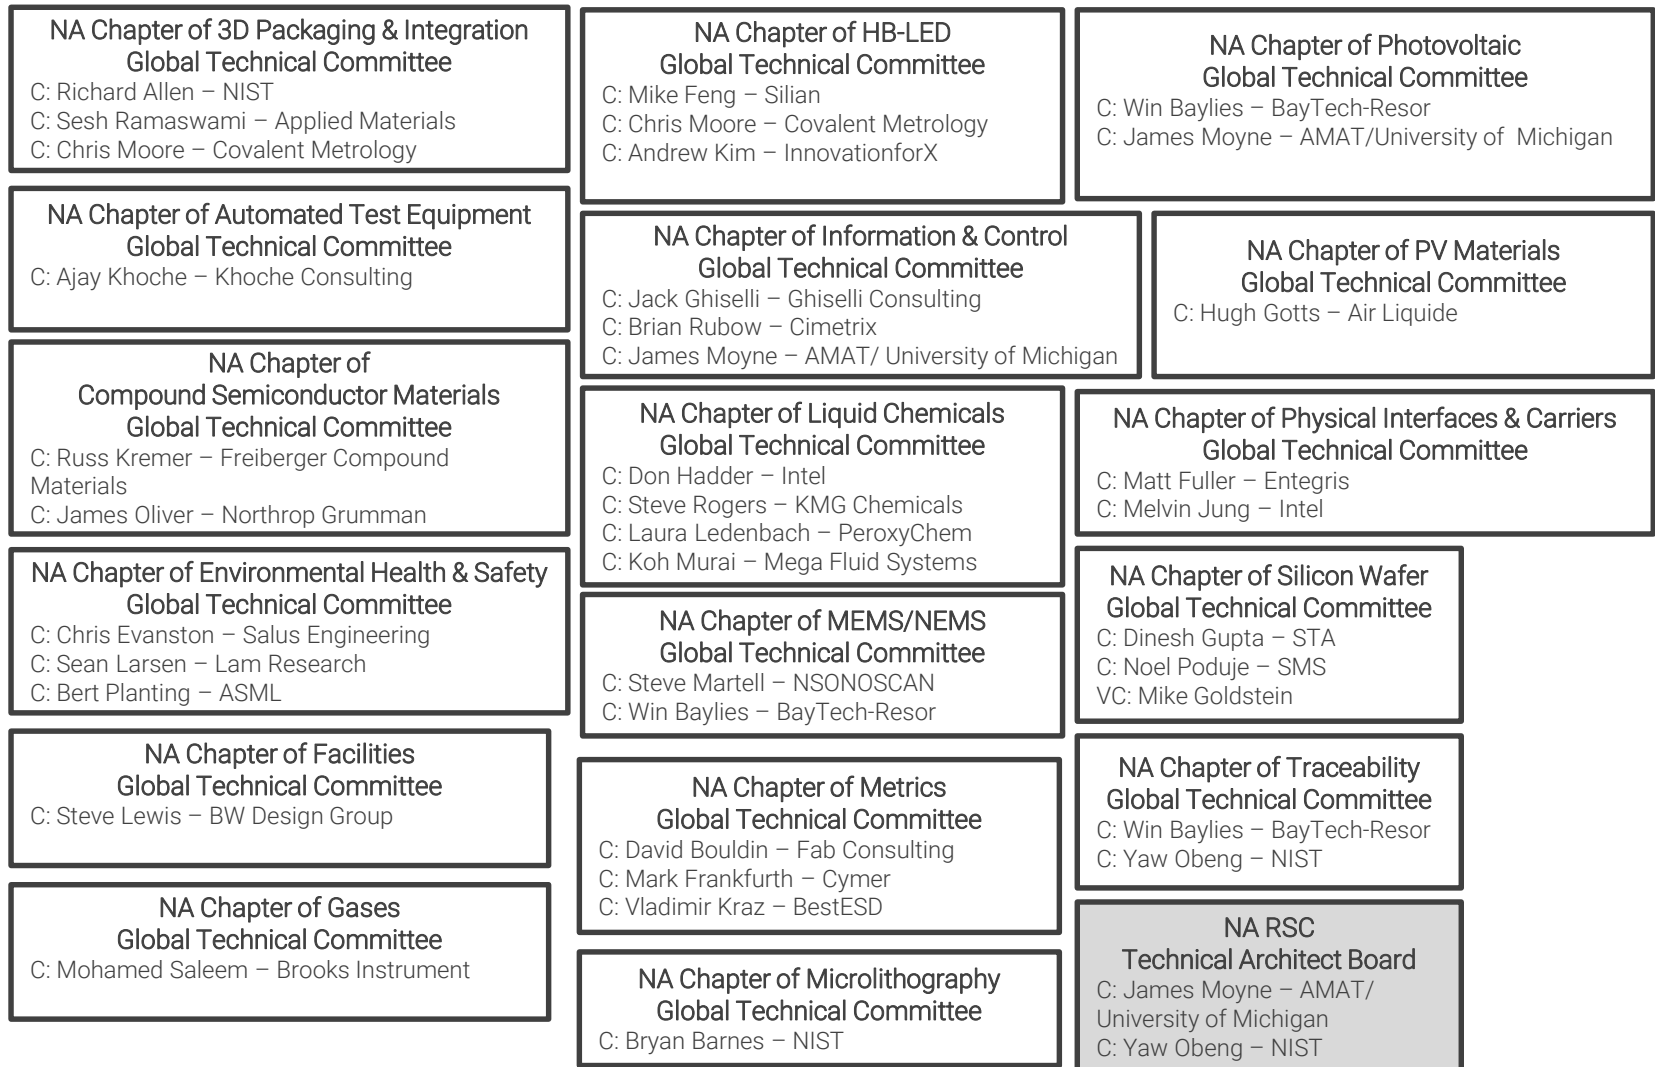 NA Chapter of 3D Packaging & Integration
Global Technical Committee
C: Richard Allen – NIST
C: Sesh Ramaswami – Applied Materials
C: Chris Moore – Covalent Metrology
NA Chapter of Automated Test Equipment
Global Technical Committee
C: Ajay Khoche – Khoche Consulting
NA Chapter of
Compound Semiconductor Materials
Global Technical Committee
C: Russ Kremer – Freiberger Compound
Materials
C: James Oliver – Northrop Grumman
NA Chapter of Environmental Health & Safety
Global Technical Committee
C: Chris Evanston – Salus Engineering
C: Sean Larsen – Lam Research
C: Bert Planting – ASML
NA Chapter of Facilities
Global Technical Committee
C: Steve Lewis – BW Design Group
NA Chapter of Gases
Global Technical Committee
C: Mohamed Saleem – Brooks Instrument
NA Chapter of HB-LED
Global Technical Committee
C: Mike Feng – Silian
C: Chris Moore – Covalent Metrology
C: Andrew Kim – InnovationforX
NA Chapter of Information & Control
Global Technical Committee
C: Jack Ghiselli – Ghiselli Consulting
C: Brian Rubow – Cimetrix
C: James Moyne – AMAT/ University of Michigan
NA Chapter of Liquid Chemicals
Global Technical Committee
C: Don Hadder – Intel
C: Steve Rogers – KMG Chemicals
C: Laura Ledenbach – PeroxyChem
C: Koh Murai – Mega Fluid Systems
NA Chapter of MEMS/NEMS
Global Technical Committee
C: Steve Martell – NSONOSCAN
C: Win Baylies – BayTech-Resor
NA Chapter of Metrics
Global Technical Committee
C: David Bouldin – Fab Consulting
C: Mark Frankfurth – Cymer
C: Vladimir Kraz – BestESD
NA Chapter of Microlithography
Global Technical Committee
C: Bryan Barnes – NIST
NA Chapter of Photovoltaic
Global Technical Committee
C: Win Baylies – BayTech-Resor
C: James Moyne – AMAT/University of  Michigan
NA Chapter of PV Materials
Global Technical Committee
C: Hugh Gotts – Air Liquide
NA Chapter of Physical Interfaces & Carriers
Global Technical Committee
C: Matt Fuller – Entegris
C: Melvin Jung – Intel
NA Chapter of Silicon Wafer
Global Technical Committee
C: Dinesh Gupta – STA
C: Noel Poduje – SMS
VC: Mike Goldstein
NA Chapter of Traceability
Global Technical Committee
C: Win Baylies – BayTech-Resor
C: Yaw Obeng – NIST
NA RSC
Technical Architect Board
C: James Moyne – AMAT/
University of Michigan
C: Yaw Obeng – NIST